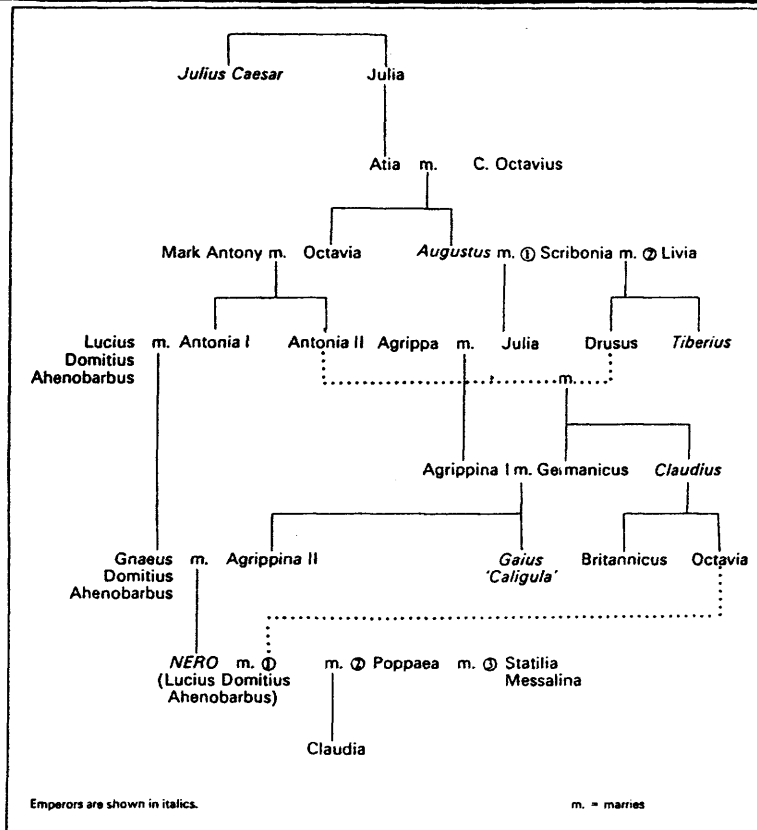 Julius Caesar Julia
Atia m. C. Octavius
Mark Antony m. Octavia Augustus m. ① Scribonia m. ② Livia
Lucius m. Antonia I Antonia II Agrippa m. Julia Drusus Tiberius
Domitius
Ahenobarbus
m.
Agrippina I m. Germanicus Claudius
Gnaeus m. Agrippina II Gaius Britannicus Octavia
Domitius 'Caligula'
Ahenobarbus
NERO m. ① m. ② Poppaea m. ③ Statilia
(Lucius Domitius Messalina
Ahenobarbus)
Claudia
Emperors are shown in italics. m. = marries